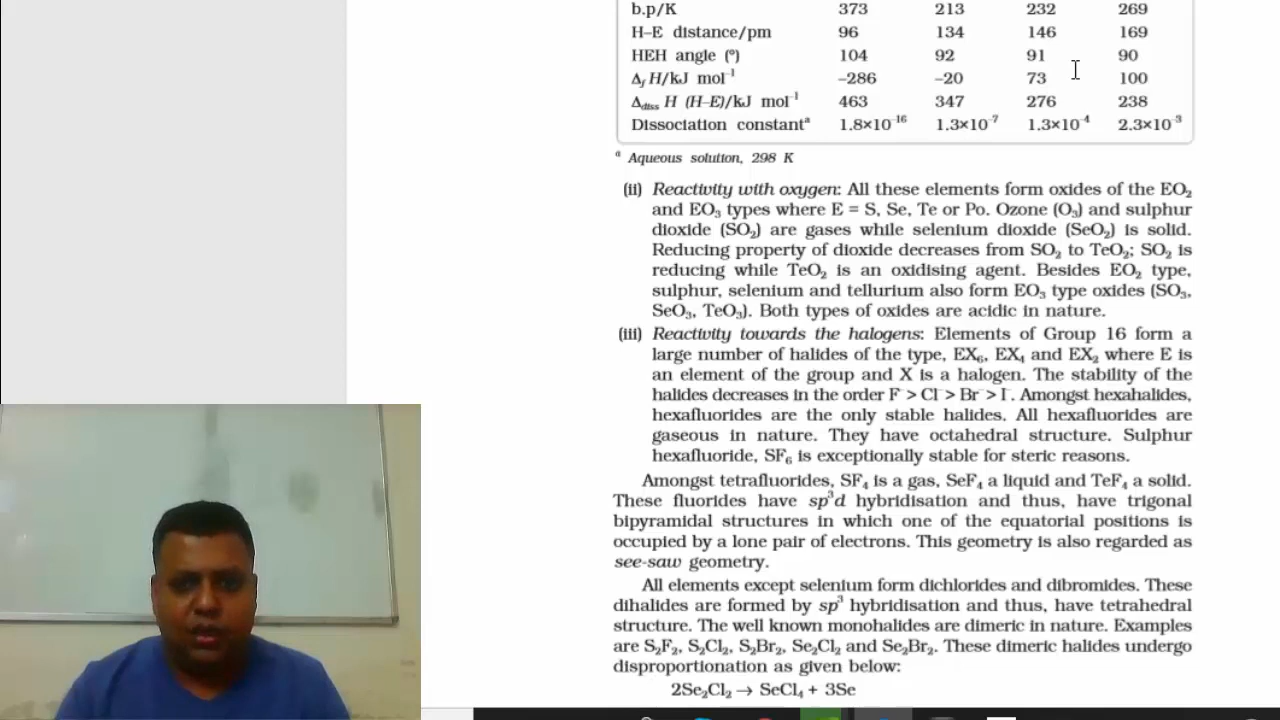 b.p/K 373 213 232 269
H–E distance/pm 96 134 146 169
HEH angle (°) 104 92 91 90
Δf H/kJ mol⁻¹ –286 –20 73 100
Δdiss H (H–E)/kJ mol⁻¹ 463 347 276 238
Dissociation constantᵃ 1.8×10⁻¹⁶ 1.3×10⁻⁷ 1.3×10⁻⁴ 2.3×10⁻³
ᵃ Aqueous solution, 298 K
(ii) Reactivity with oxygen: All these elements form oxides of the EO₂
and EO₃ types where E = S, Se, Te or Po. Ozone (O₃) and sulphur
dioxide (SO₂) are gases while selenium dioxide (SeO₂) is solid.
Reducing property of dioxide decreases from SO₂ to TeO₂; SO₂ is
reducing while TeO₂ is an oxidising agent. Besides EO₂ type,
sulphur, selenium and tellurium also form EO₃ type oxides (SO₃,
SeO₃, TeO₃). Both types of oxides are acidic in nature.
(iii) Reactivity towards the halogens: Elements of Group 16 form a
large number of halides of the type, EX₆, EX₄ and EX₂ where E is
an element of the group and X is a halogen. The stability of the
halides decreases in the order F⁻ > Cl⁻ > Br⁻ > I⁻. Amongst hexahalides,
hexafluorides are the only stable halides. All hexafluorides are
gaseous in nature. They have octahedral structure. Sulphur
hexafluoride, SF₆ is exceptionally stable for steric reasons.
Amongst tetrafluorides, SF₄ is a gas, SeF₄ a liquid and TeF₄ a solid.
These fluorides have sp³d hybridisation and thus, have trigonal
bipyramidal structures in which one of the equatorial positions is
occupied by a lone pair of electrons. This geometry is also regarded as
see-saw geometry.
All elements except selenium form dichlorides and dibromides. These
dihalides are formed by sp³ hybridisation and thus, have tetrahedral
structure. The well known monohalides are dimeric in nature. Examples
are S₂F₂, S₂Cl₂, S₂Br₂, Se₂Cl₂ and Se₂Br₂. These dimeric halides undergo
disproportionation as given below:
2Se₂Cl₂ → SeCl₄ + 3Se